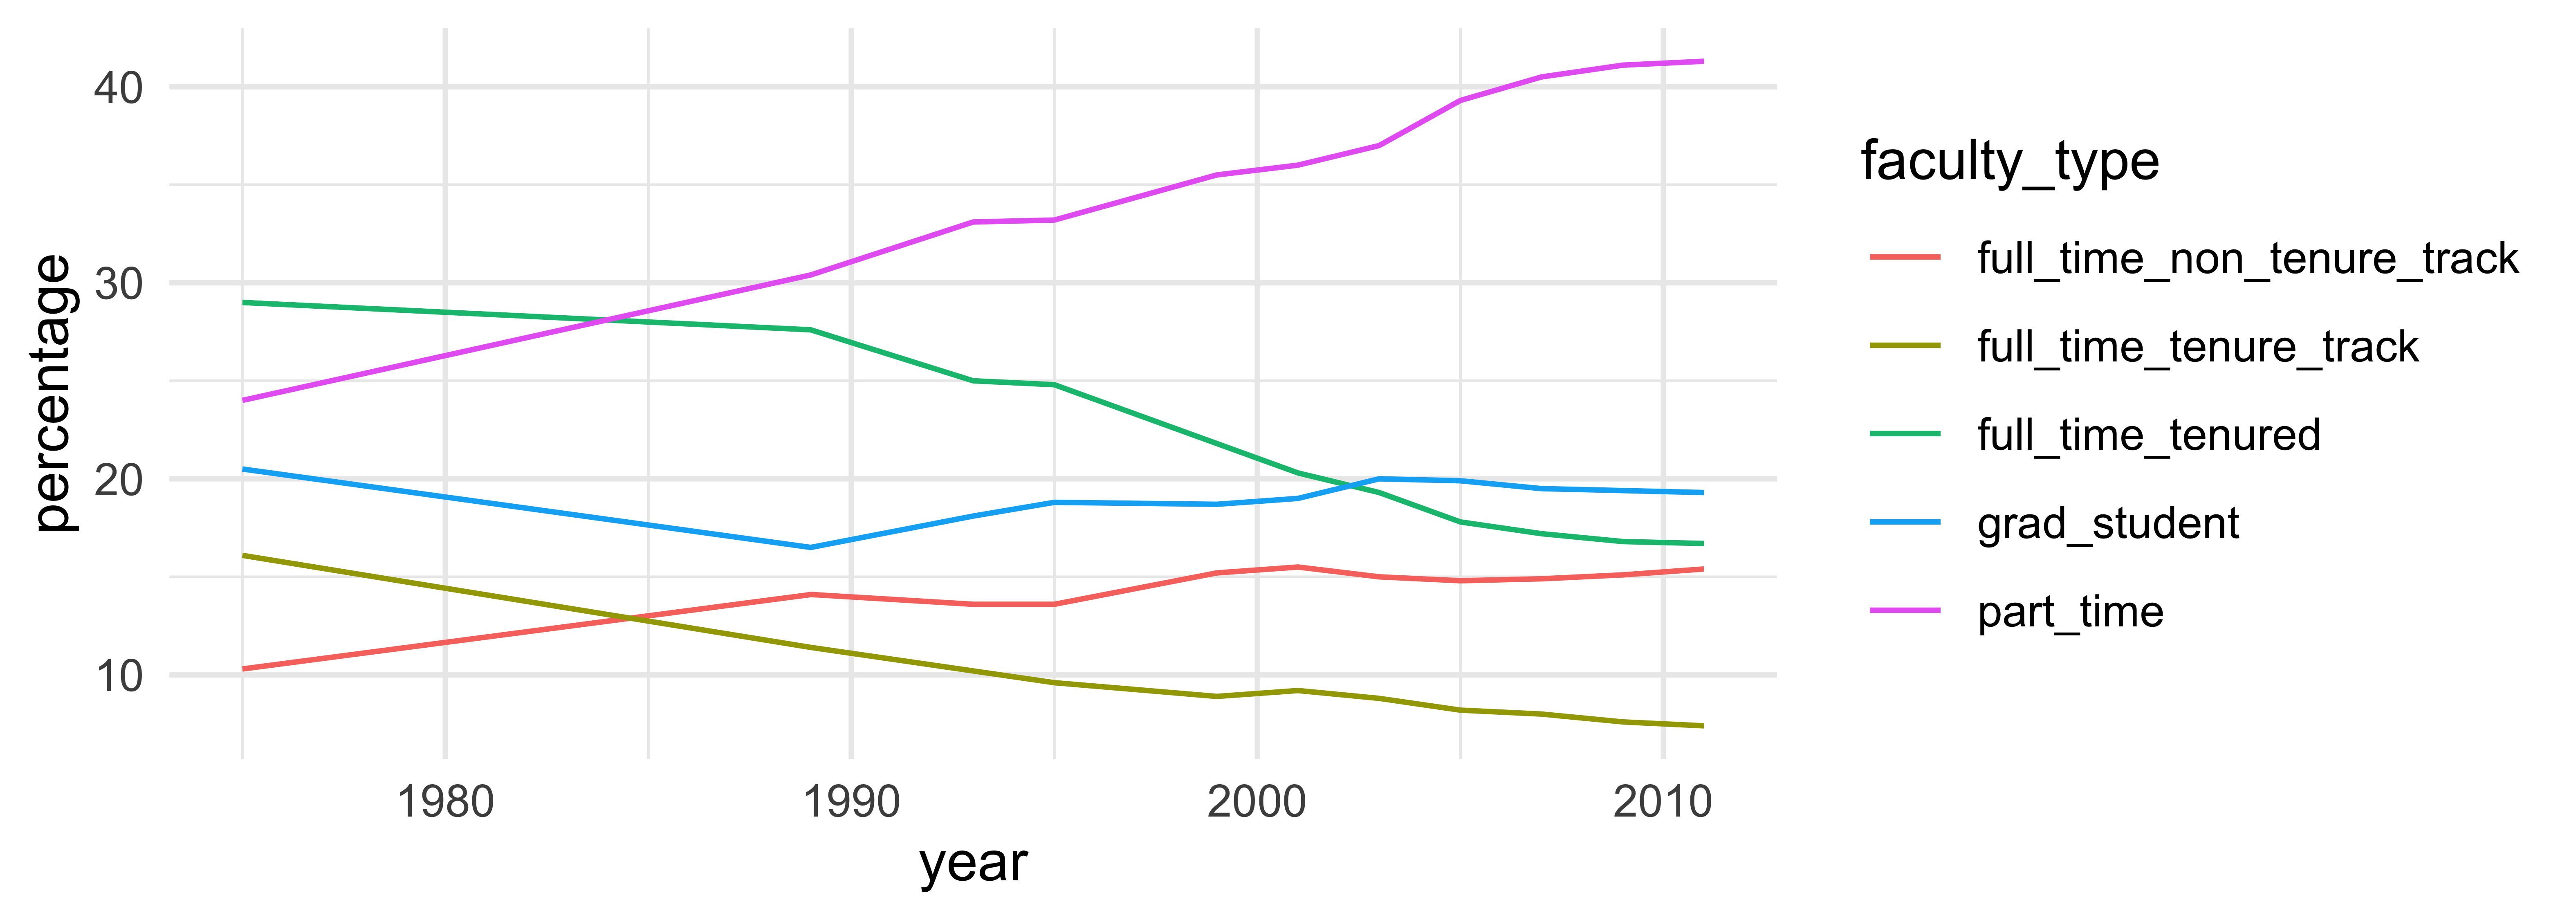 percentage
40
30
20
10
1980
1990
2000
2010
year
faculty_type
full_time_non_tenure_track
full_time_tenure_track
full_time_tenured
grad_student
part_time